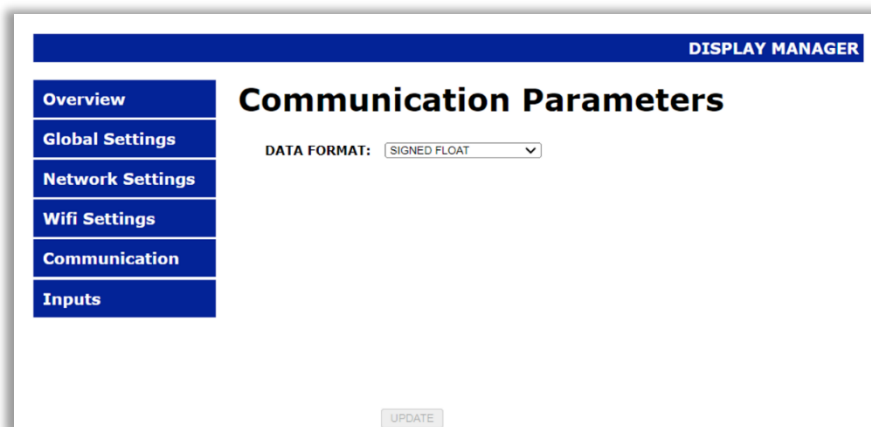 DISPLAY MANAGER
Overview
Global Settings
Network Settings
Wifi Settings
Communication
Inputs
Communication Parameters
DATA FORMAT: SIGNED FLOAT
UPDATE